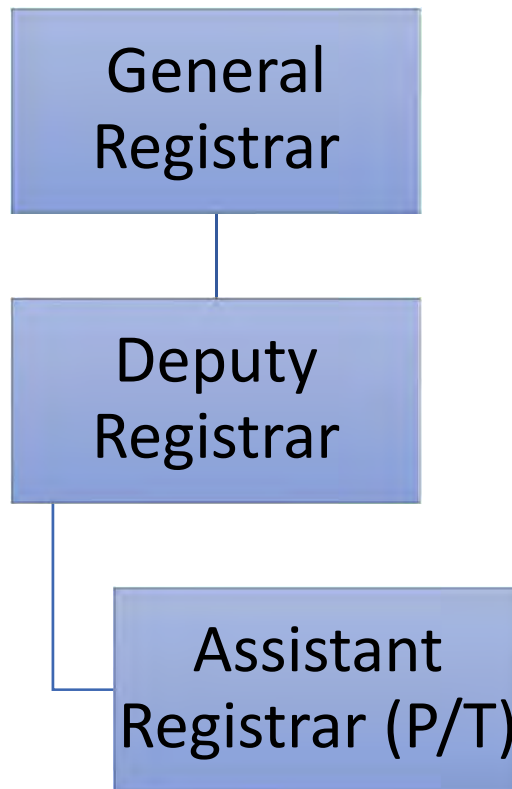 General
Registrar
Deputy
Registrar
Assistant
Registrar (P/T)